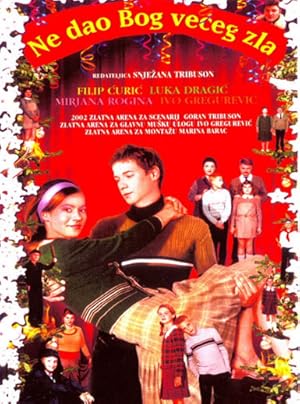 Ne dao Bog većeg zla
REDATELJICA SNJEŽANA TRIBUSON
FILIP ĆURIĆ LUKA DRAGIĆ
MIRJANA ROGINA IVO GREGUREVIĆ
2002 ZLATNA ARENA ZA SCENARIJ GORAN TRIBUSON
ZLATNA ARENA ZA GLAVNU MUŠKU ULOGU IVO GREGUREVIĆ
ZLATNA ARENA ZA MONTAŽU MARINA BARAC